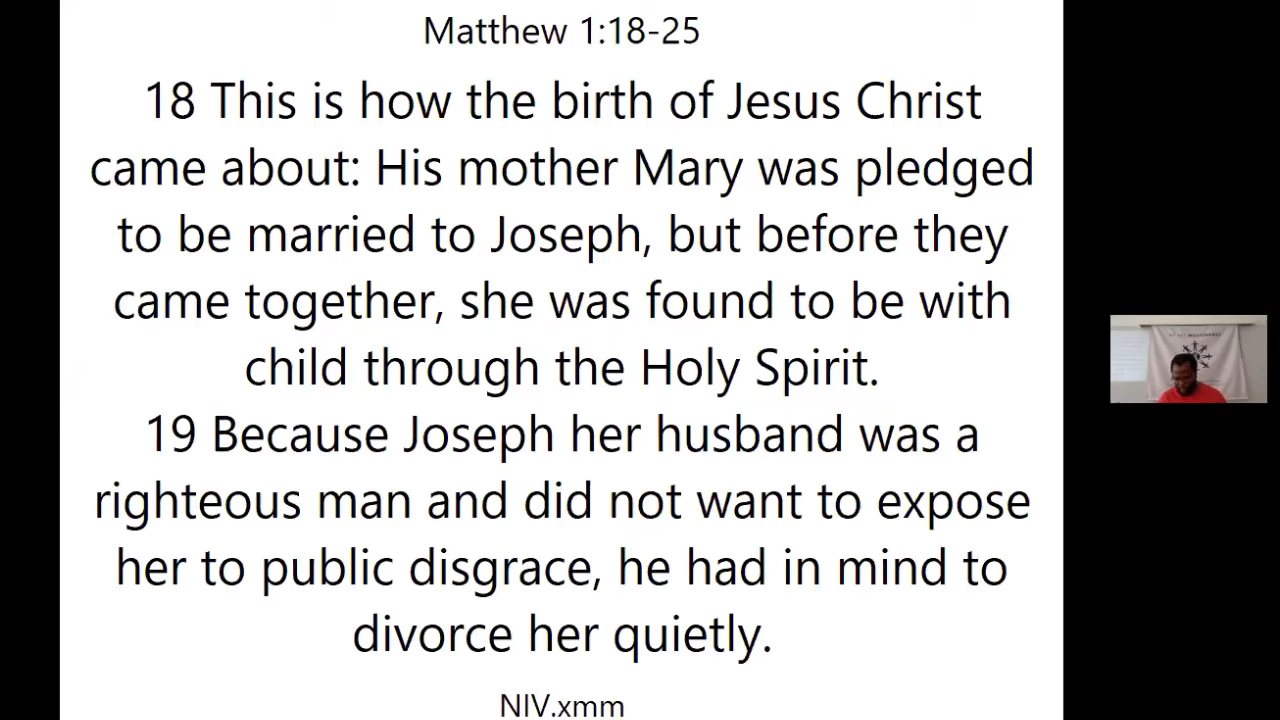 Matthew 1:18-25
18 This is how the birth of Jesus Christ
came about: His mother Mary was pledged
to be married to Joseph, but before they
came together, she was found to be with
child through the Holy Spirit.
19 Because Joseph her husband was a
righteous man and did not want to expose
her to public disgrace, he had in mind to
divorce her quietly.
NIV.xmm